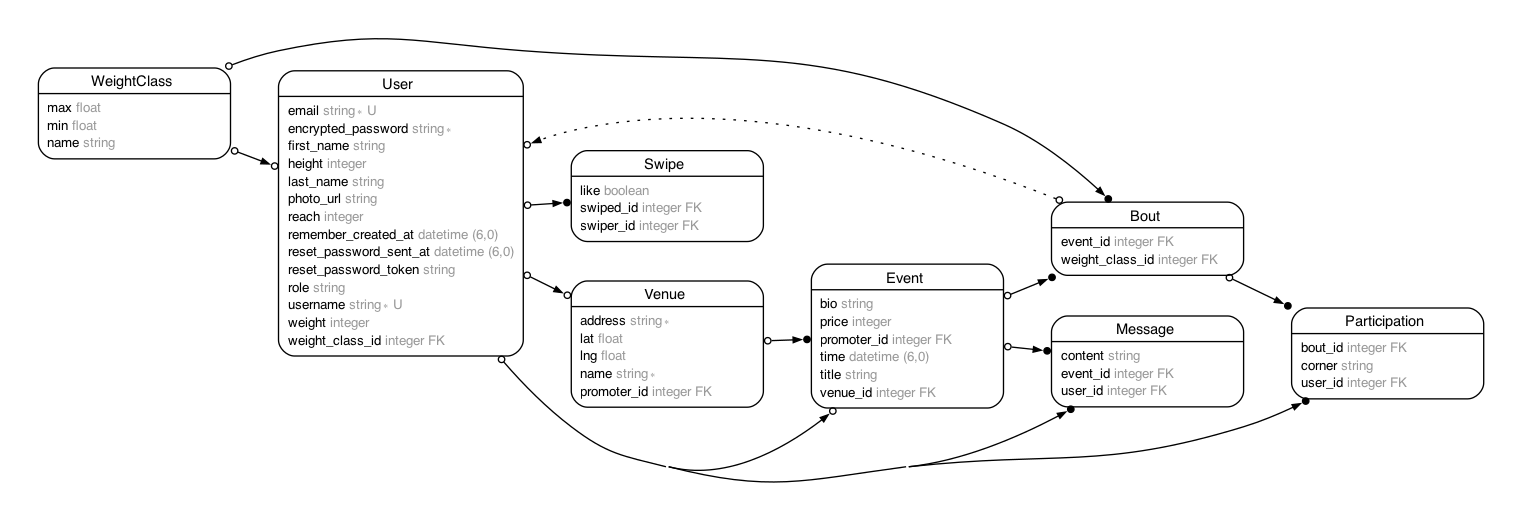 WeightClass
max float
min float
name string
User
email string∗ U
encrypted_password string∗
first_name string
height integer
last_name string
photo_url string
reach integer
remember_created_at datetime (6,0)
reset_password_sent_at datetime (6,0)
reset_password_token string
role string
username string∗ U
weight integer
weight_class_id integer FK
Swipe
like boolean
swiped_id integer FK
swiper_id integer FK
Venue
address string∗
lat float
lng float
name string∗
promoter_id integer FK
Event
bio string
price integer
promoter_id integer FK
time datetime (6,0)
title string
venue_id integer FK
Bout
event_id integer FK
weight_class_id integer FK
Message
content string
event_id integer FK
user_id integer FK
Participation
bout_id integer FK
corner string
user_id integer FK